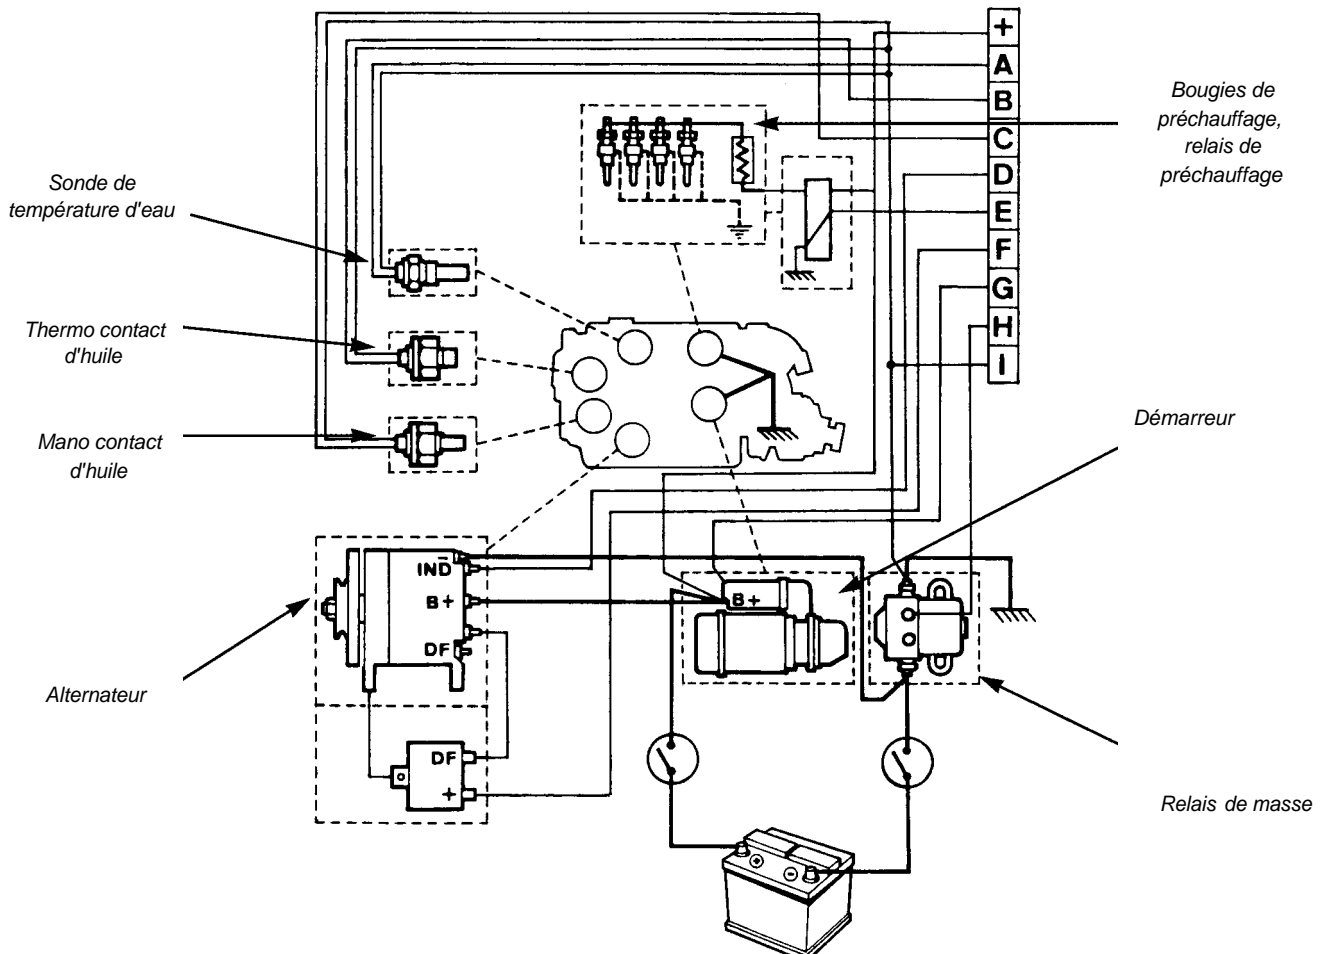 +
A
B
C
D
E
F
G
H
I
Bougies de
préchauffage,
relais de
préchauffage
Sonde de
température d'eau
Thermo contact
d'huile
Mano contact
d'huile
Démarreur
IND
B+
DF
B+
Alternateur
DF
+
Relais de masse
+
-